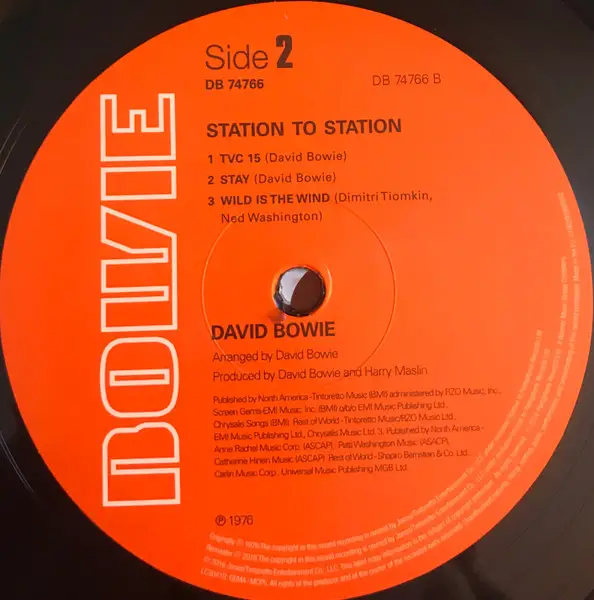 Side 2
DB 74766
DB 74766 B
BOWIE
STATION TO STATION
1 TVC 15 (David Bowie)
2 STAY (David Bowie)
3 WILD IS THE WIND (Dimitri Tiomkin,
Ned Washington)
DAVID BOWIE
Arranged by David Bowie
Produced by David Bowie and Harry Maslin
Published by North America - Tintoretto Music (BMI) administered by RZO Music, Inc.,
Screen Gems-EMI Music. Inc. (BMI) o/b/o EMI Music Publishing Ltd.,
Chrysalis Songs (BMI). Rest of World - Tintoretto Music/RZO Music Ltd.,
EMI Music Publishing Ltd., Chrysalis Music Ltd. 3. Published by North America -
Anne Rachel Music Corp. (ASCAP), Patti Washington Music (ASACP),
Catherine Hinen Music (ASCAP). Rest of World - Shapiro Bernstein & Co. Ltd.
Carlin Music Corp., Universal Music Publishing MGB Ltd.
℗ 1976